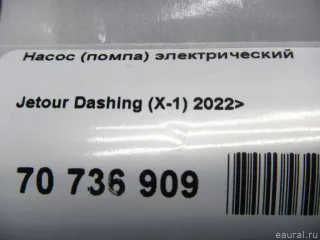 Насос (помпа) электрический
Jetour Dashing (X-1) 2022>
70 736 909
eaural.ru